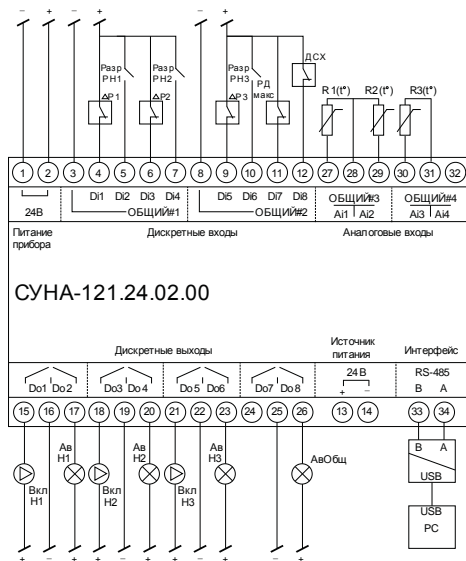 − + − + − +
Разр РН1 Разр РН2 Разр РН3 РД макс ДСХ R1(t°) R2(t°) R3(t°)
ΔP1 ΔP2 ΔP3
1 2 3 4 5 6 7 8 9 10 11 12 27 28 29 30 31 32
Di1 Di2 Di3 Di4 Di5 Di6 Di7 Di8 ОБЩИЙ#3 ОБЩИЙ#4
24В ОБЩИЙ#1 ОБЩИЙ#2 Ai1 Ai2 Ai3 Ai4
Питание прибора Дискретные входы Аналоговые входы
СУНА-121.24.02.00
Дискретные выходы Источник питания Интерфейс
24В RS-485
Do1 Do2 Do3 Do4 Do5 Do6 Do7 Do8 + − B A
15 16 17 18 19 20 21 22 23 24 25 26 13 14 33 34
Ав Н1 Ав Н2 Ав Н3 АвОбщ B A
Вкл Н1 Вкл Н2 Вкл Н3 USB
USB
PC
+ − + + − + + − + − +